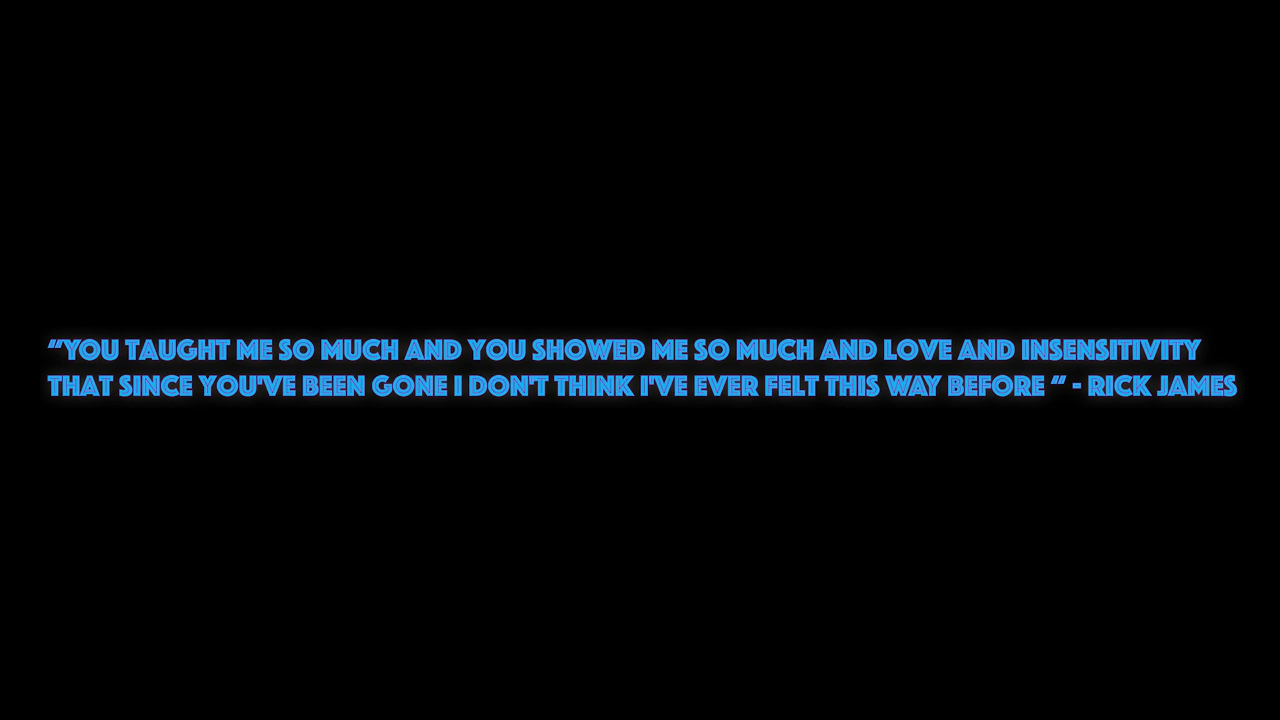 “YOU TAUGHT ME SO MUCH AND YOU SHOWED ME SO MUCH AND LOVE AND INSENSITIVITY
THAT SINCE YOU'VE BEEN GONE I DON'T THINK I'VE EVER FELT THIS WAY BEFORE “ - RICK JAMES